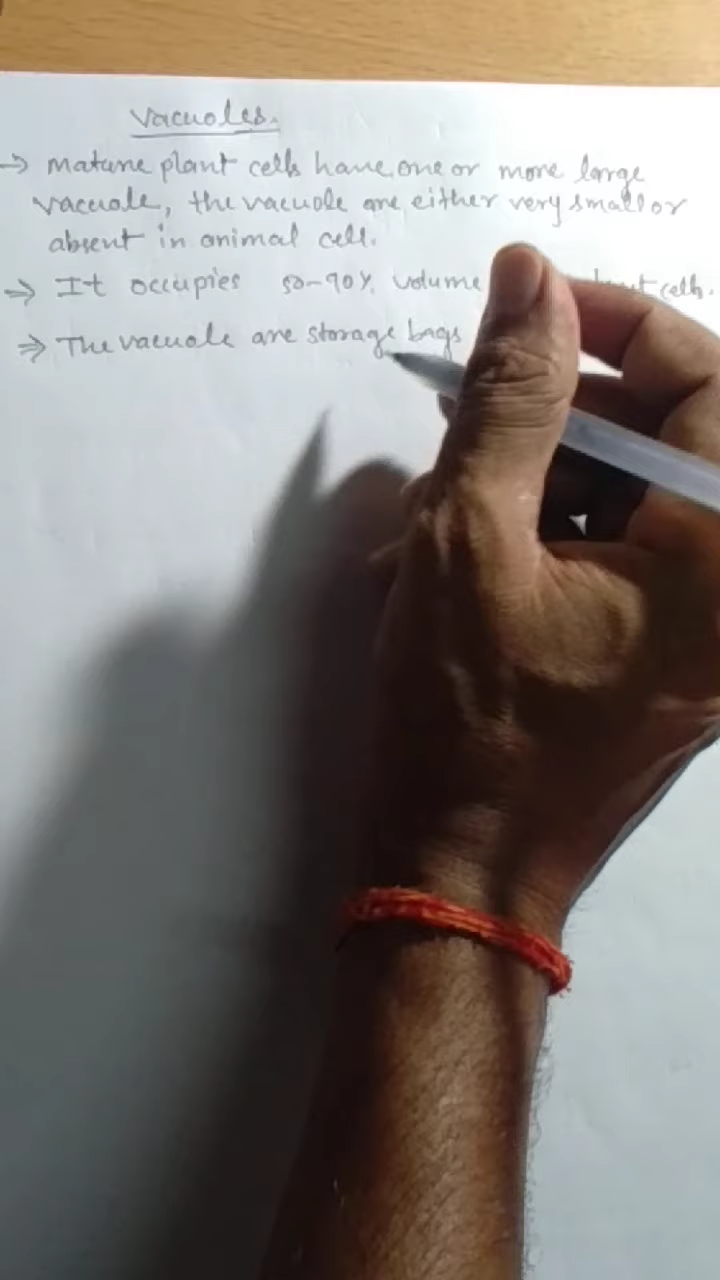 Vacuoles.
→ Mature plant cells have one or more large
vacuole, the vacuole are either very small or
absent in animal cell.
⇒ It occupies 50-90% volume cells.
⇒ The vacuole are storage bags